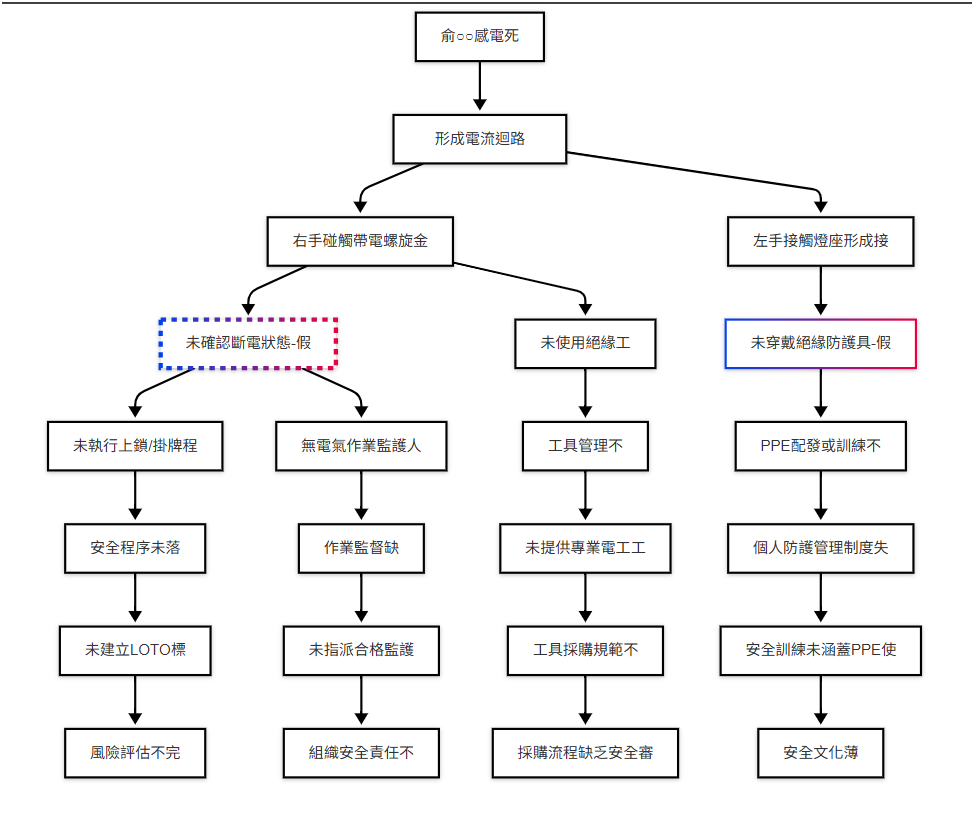 俞○○感電死
形成電流迴路
右手碰觸帶電螺旋金
左手接觸燈座形成接
未確認斷電狀態-假
未使用絕緣工
未穿戴絕緣防護具-假
未執行上鎖/掛牌程
無電氣作業監護人
工具管理不
PPE配發或訓練不
安全程序未落
作業監督缺
未提供專業電工工
個人防護管理制度失
未建立LOTO標
未指派合格監護
工具採購規範不
安全訓練未涵蓋PPE使
風險評估不完
組織安全責任不
採購流程缺乏安全審
安全文化薄